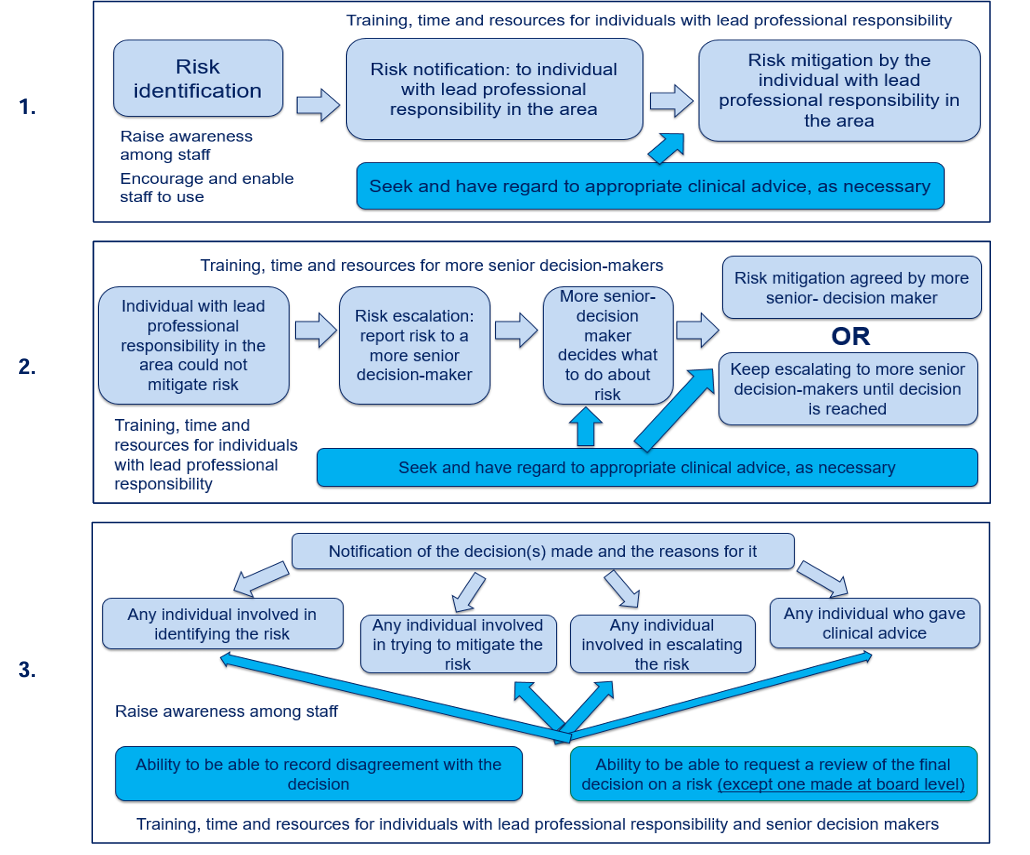 1.
Training, time and resources for individuals with lead professional responsibility
Risk
identification
Risk notification: to individual
with lead professional
responsibility in the area
Risk mitigation by the
individual with lead
professional responsibility in
the area
Raise awareness
among staff
Encourage and enable
staff to use
Seek and have regard to appropriate clinical advice, as necessary
2.
Training, time and resources for more senior decision-makers
Individual with lead
professional
responsibility in the
area could not
mitigate risk
Risk escalation:
report risk to a
more senior
decision-maker
More senior-
decision
maker
decides what
to do about
risk
Risk mitigation agreed by more
senior- decision maker
OR
Keep escalating to more senior
decision-makers until decision
is reached
Training, time and
resources for individuals
with lead professional
responsibility
Seek and have regard to appropriate clinical advice, as necessary
3.
Notification of the decision(s) made and the reasons for it
Any individual involved in
identifying the risk
Any individual involved
in trying to mitigate the
risk
Any individual
involved in escalating
the risk
Any individual who gave
clinical advice
Raise awareness among staff
Ability to be able to record disagreement with the
decision
Ability to be able to request a review of the final
decision on a risk (except one made at board level)
Training, time and resources for individuals with lead professional responsibility and senior decision makers